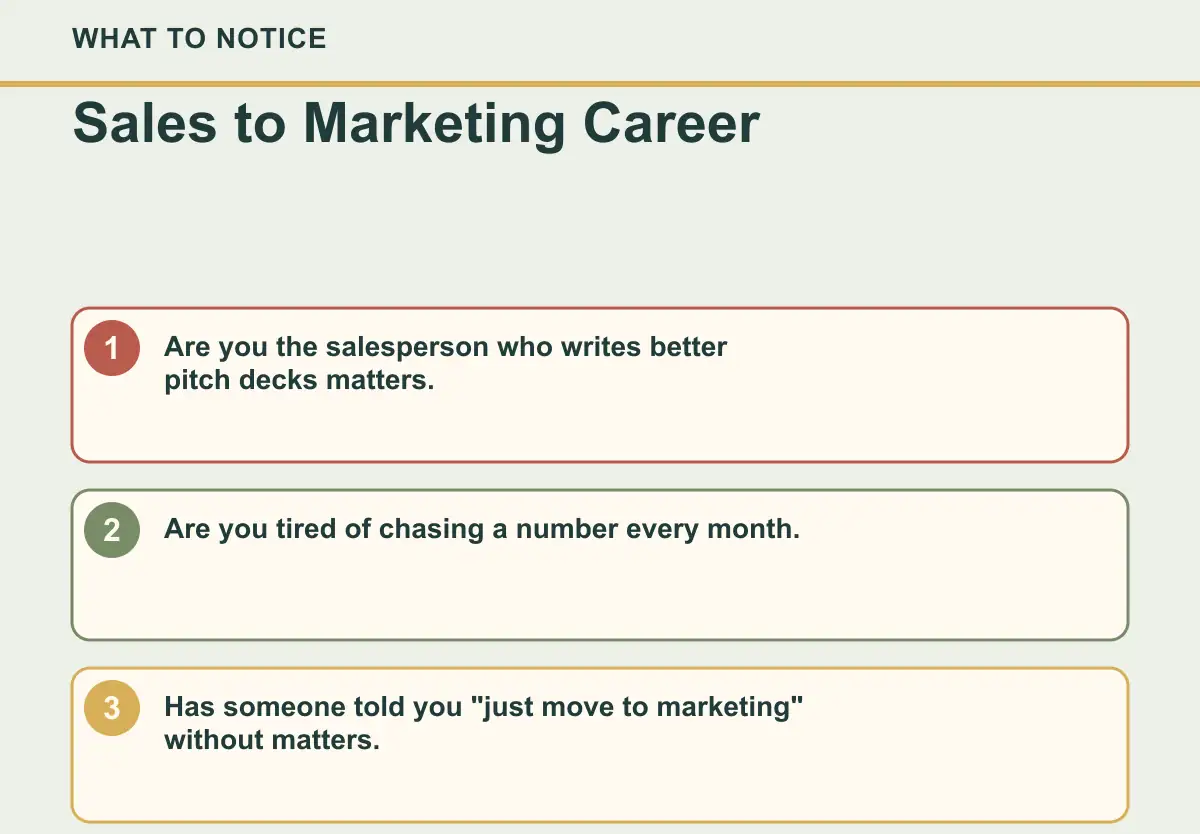 WHAT TO NOTICE
Sales to Marketing Career
1
Are you the salesperson who writes better
pitch decks matters.
2
Are you tired of chasing a number every month.
3
Has someone told you "just move to marketing"
without matters.